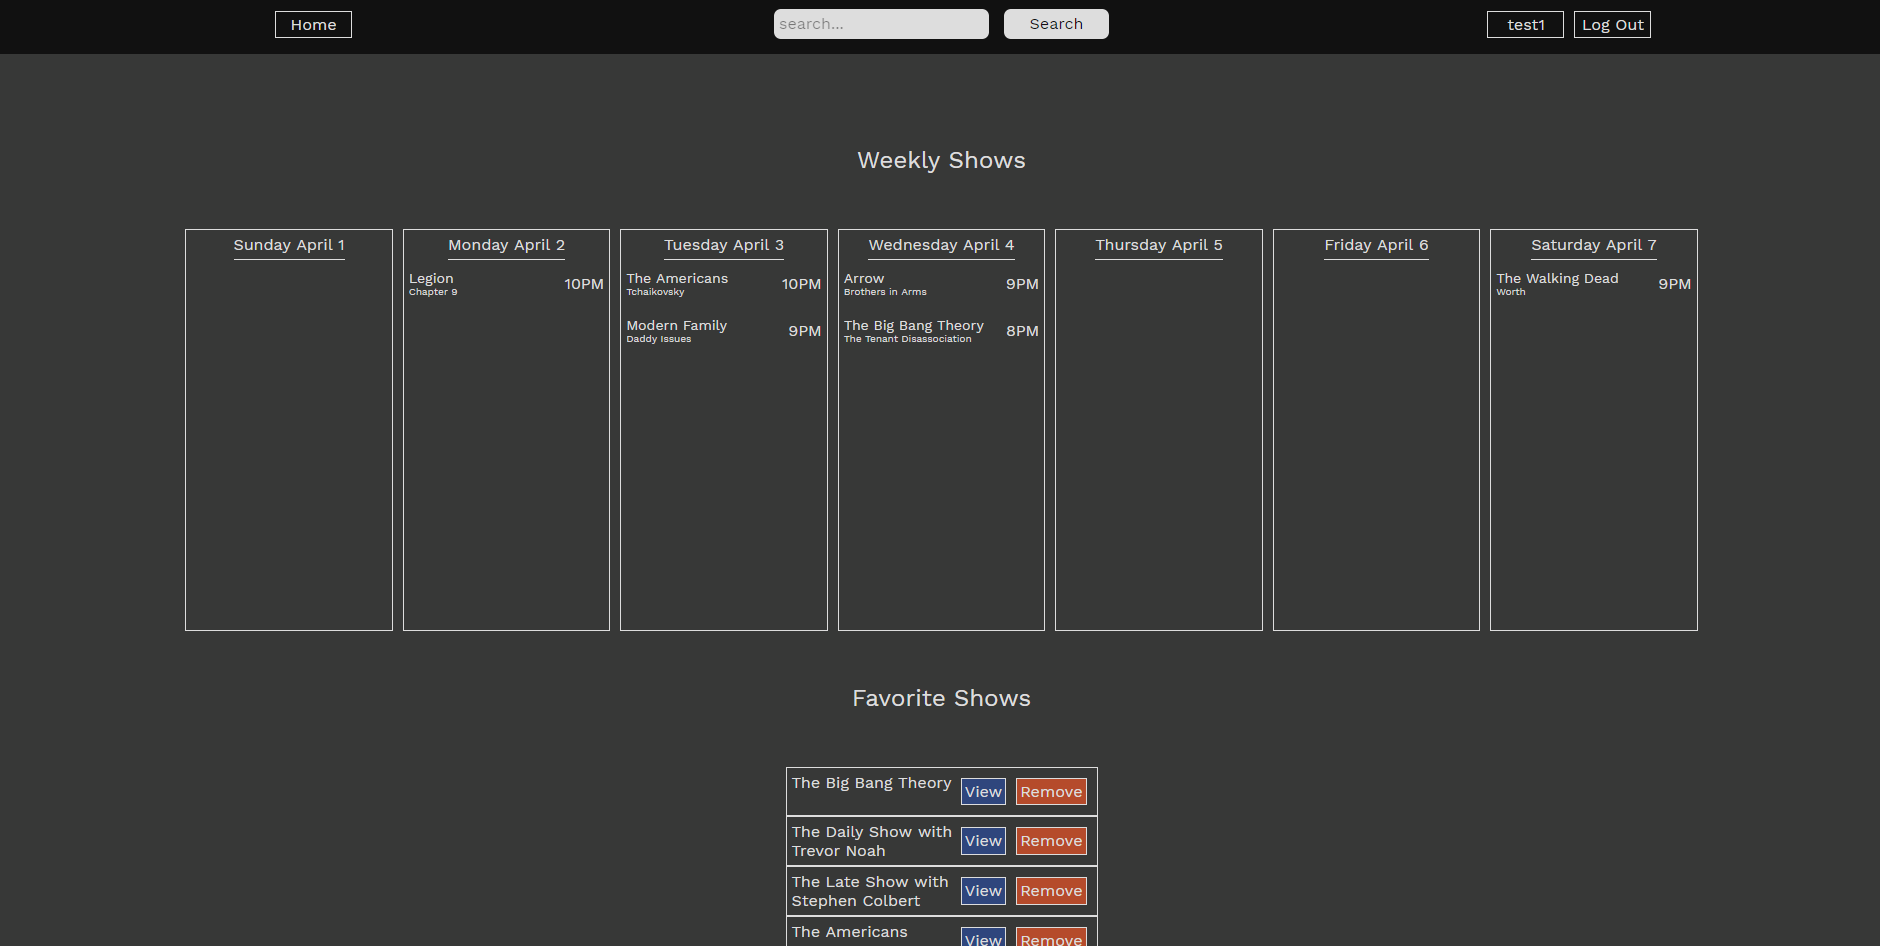 Home
search...
Search
test1
Log Out
Weekly Shows
Sunday April 1
Monday April 2
Legion
Chapter 9
10PM
Tuesday April 3
The Americans
Tchaikovsky
10PM
Modern Family
Daddy Issues
9PM
Wednesday April 4
Arrow
Brothers in Arms
9PM
The Big Bang Theory
The Tenant Disassociation
8PM
Thursday April 5
Friday April 6
Saturday April 7
The Walking Dead
Worth
9PM
Favorite Shows
The Big Bang Theory
View
Remove
The Daily Show with
Trevor Noah
View
Remove
The Late Show with
Stephen Colbert
View
Remove
The Americans
View
Remove